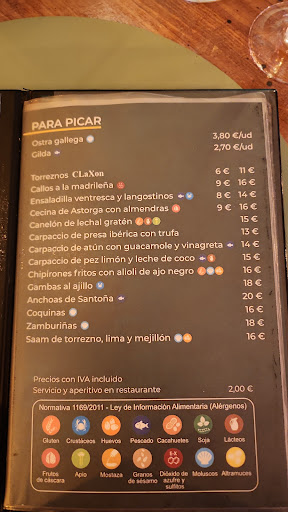 PARA PICAR
Ostra gallega 3,80 €/ud
Gilda 2,70 €/ud
Torreznos CLaXon 6 € 11 €
Callos a la madrileña 9 € 16 €
Ensaladilla ventresca y langostinos 8 € 14 €
Cecina de Astorga con almendras 9 € 16 €
Canelón de lechal gratén 15 €
Carpaccio de presa ibérica con trufa 13 €
Carpaccio de atún con guacamole y vinagreta 14 €
Carpaccio de pez limón y leche de coco 15 €
Chipirones fritos con alioli de ajo negro 16 €
Gambas al ajillo 18 €
Anchoas de Santoña 20 €
Coquinas 16 €
Zamburiñas 18 €
Saam de torrezno, lima y mejillón 16 €
Precios con IVA incluido
Servicio y aperitivo en restaurante 2,00 €
Normativa 1169/2011 - Ley de Información Alimentaria (Alérgenos)
Gluten Crustáceos Huevos Pescado Cacahuetes Soja Lácteos
Frutos de cáscara Apio Mostaza Granos de sésamo Dióxido de azufre y sulfitos Moluscos Altramuces